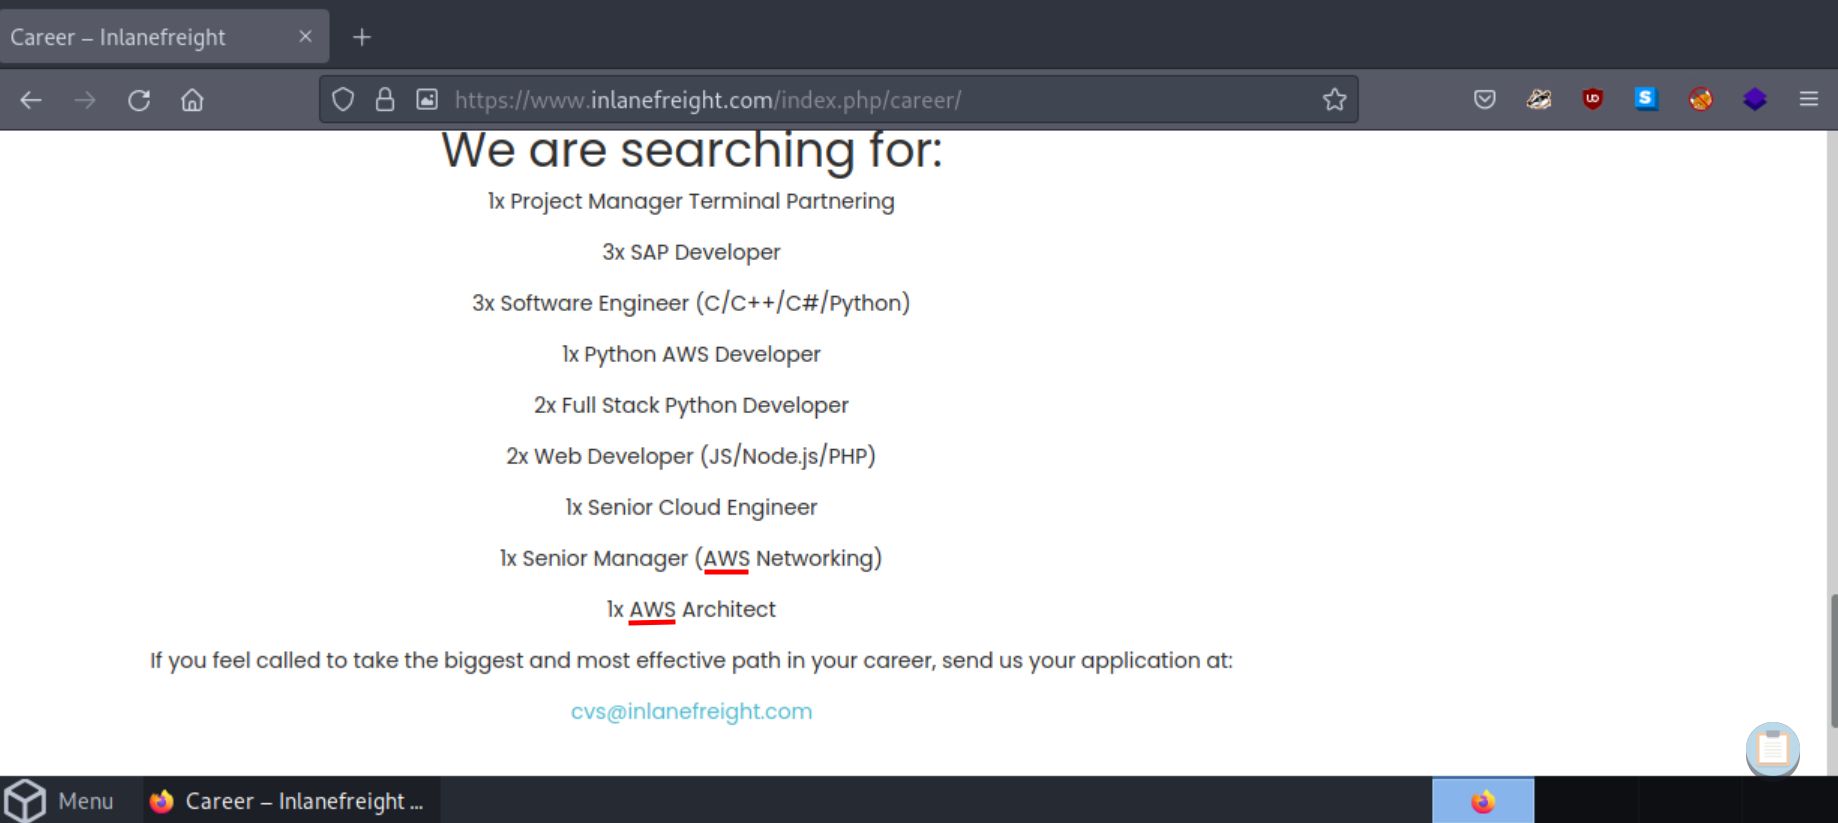 Career – Inlanefreight
https://www.inlanefreight.com/index.php/career/
We are searching for:
1x Project Manager Terminal Partnering
3x SAP Developer
3x Software Engineer (C/C++/C#/Python)
1x Python AWS Developer
2x Full Stack Python Developer
2x Web Developer (JS/Node.js/PHP)
1x Senior Cloud Engineer
1x Senior Manager (AWS Networking)
1x AWS Architect
If you feel called to take the biggest and most effective path in your career, send us your application at:
cvs@inlanefreight.com
Menu
Career – Inlanefreight ...